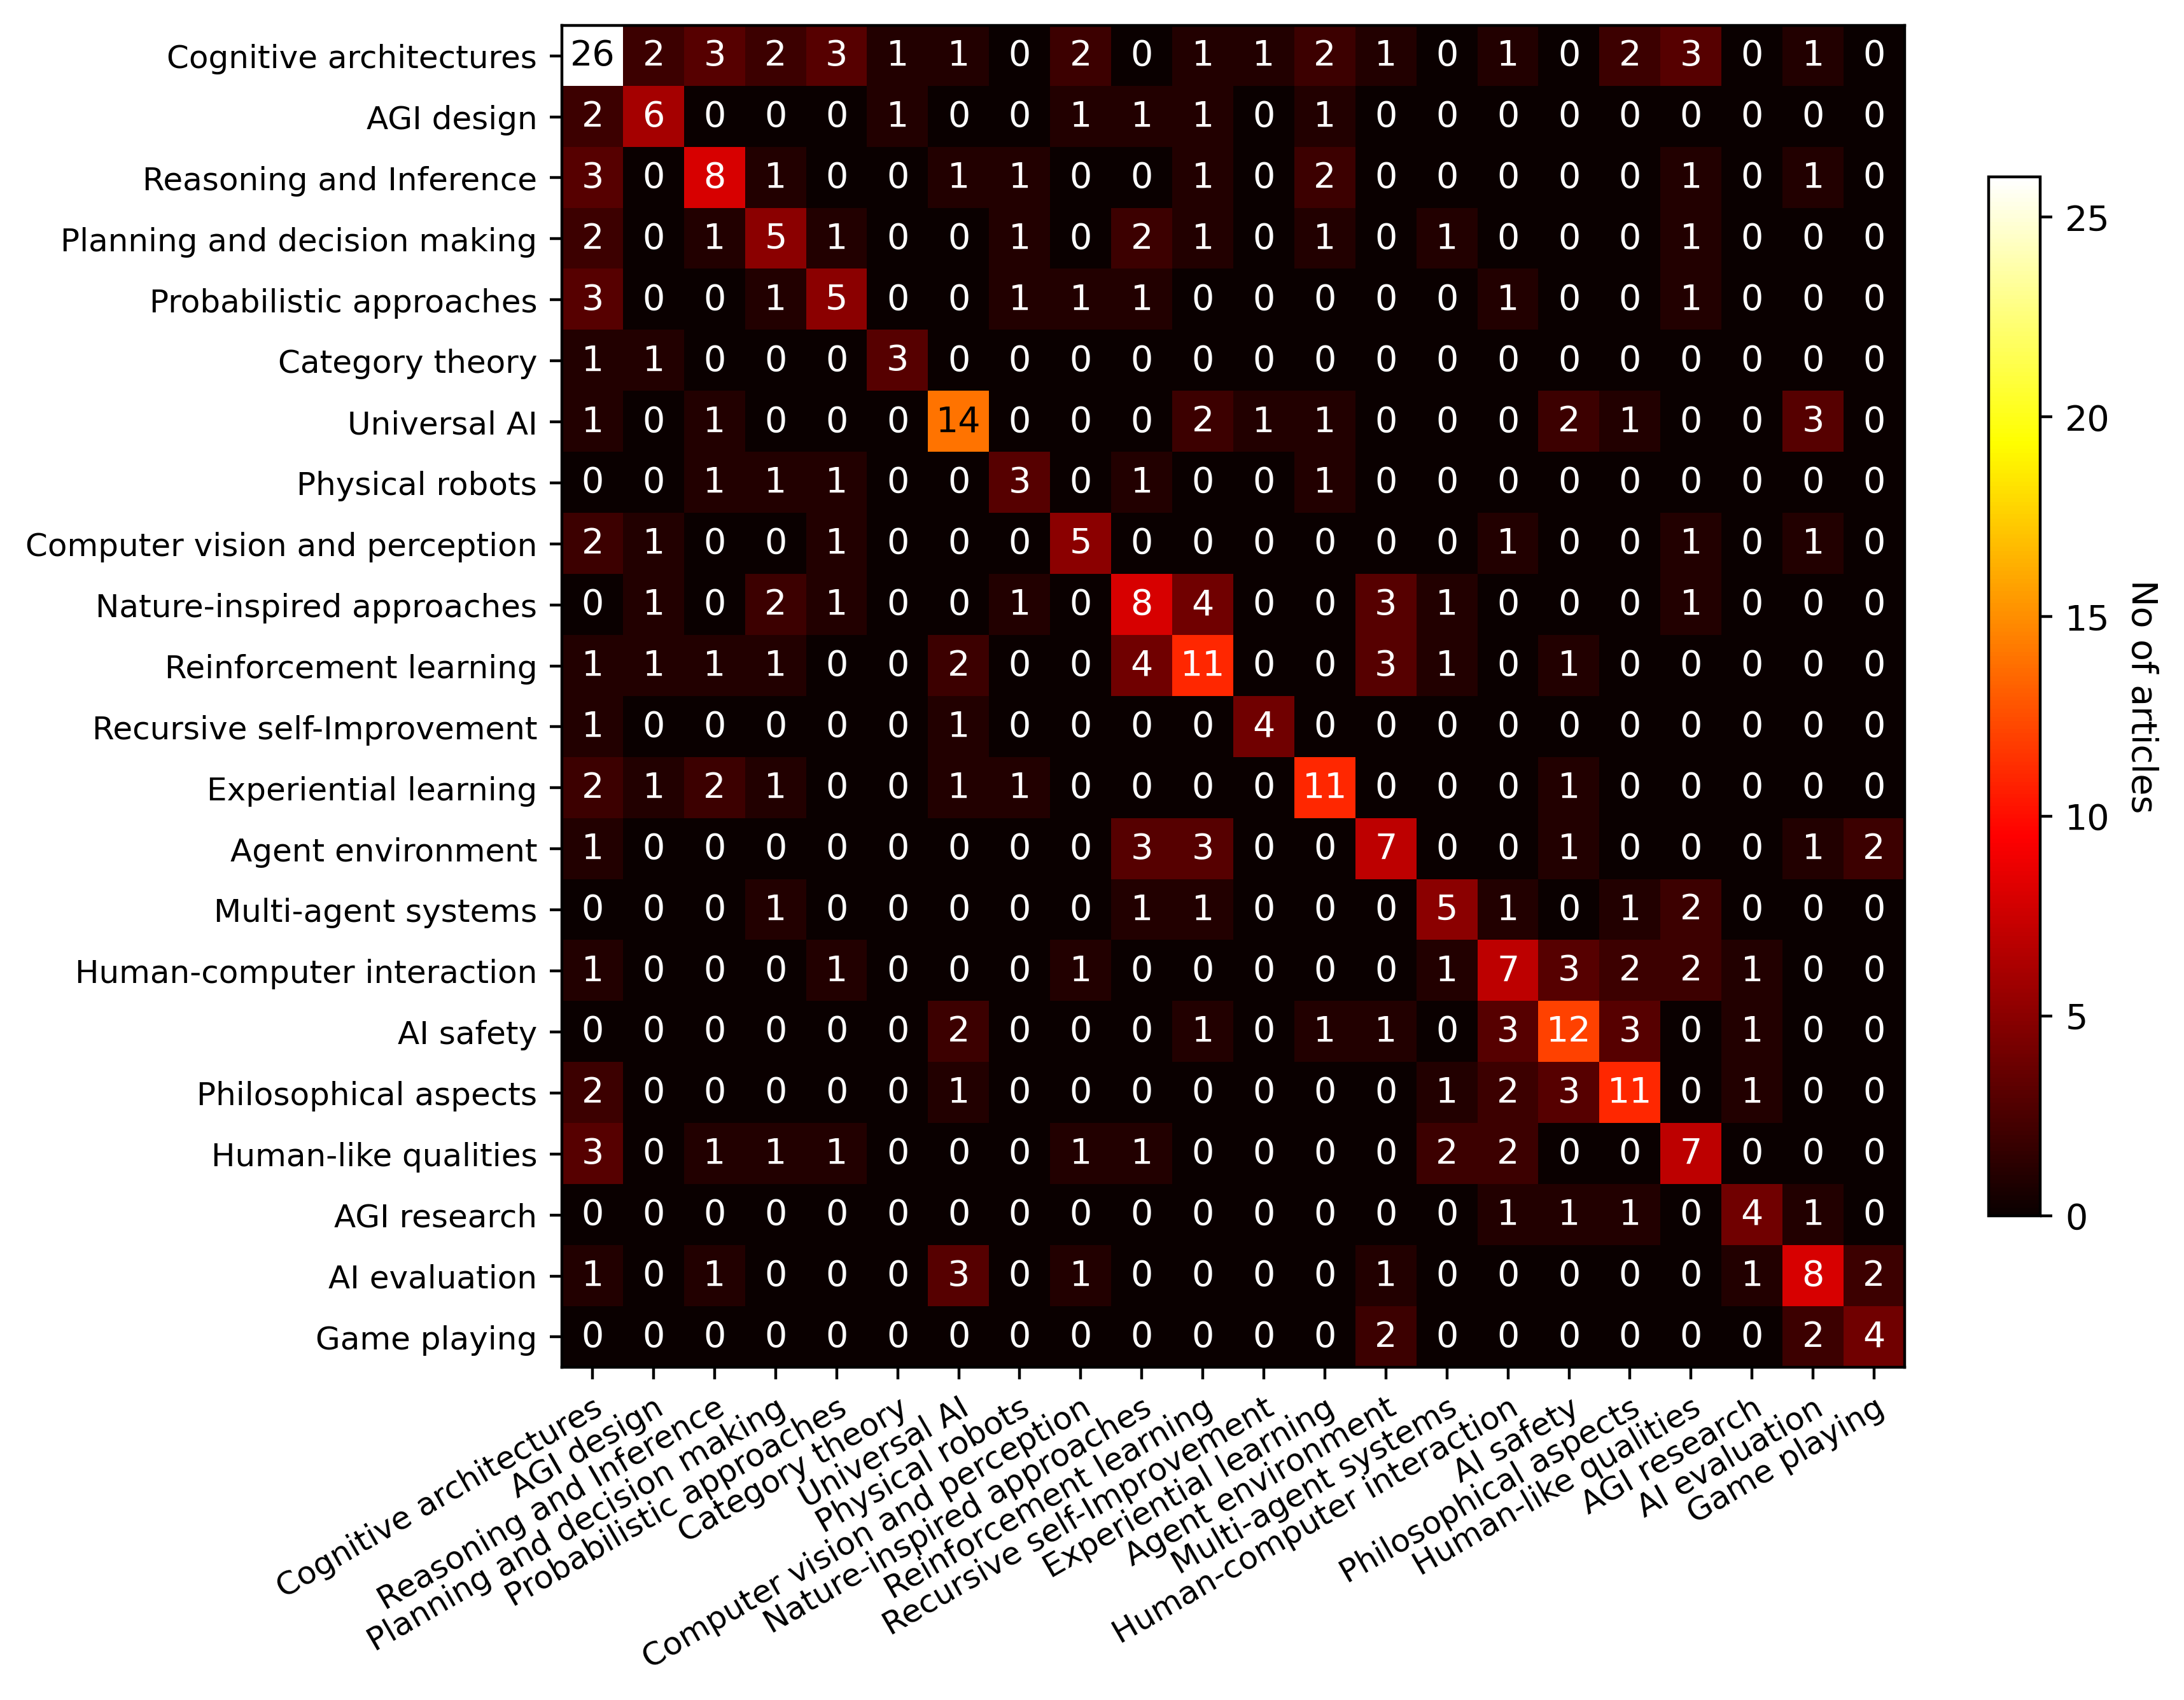 Cognitive architectures 26 2 3 2 3 1 1 0 2 0 1 1 2 1 0 1 0 2 3 0 1 0
AGI design 2 6 0 0 0 1 0 0 1 1 1 0 1 0 0 0 0 0 0 0 0 0
Reasoning and Inference 3 0 8 1 0 0 1 1 0 0 1 0 2 0 0 0 0 0 1 0 1 0
Planning and decision making 2 0 1 5 1 0 0 1 0 2 1 0 1 0 1 0 0 0 1 0 0 0
Probabilistic approaches 3 0 0 1 5 0 0 1 1 1 0 0 0 0 0 1 0 0 1 0 0 0
Category theory 1 1 0 0 0 3 0 0 0 0 0 0 0 0 0 0 0 0 0 0 0 0
Universal AI 1 0 1 0 0 0 14 0 0 0 2 1 1 0 0 0 2 1 0 0 3 0
Physical robots 0 0 1 1 1 0 0 3 0 1 0 0 1 0 0 0 0 0 0 0 0 0
Computer vision and perception 2 1 0 0 1 0 0 0 5 0 0 0 0 0 0 1 0 0 1 0 1 0
Nature-inspired approaches 0 1 0 2 1 0 0 1 0 8 4 0 0 3 1 0 0 0 1 0 0 0
Reinforcement learning 1 1 1 1 0 0 2 0 0 4 11 0 0 3 1 0 1 0 0 0 0 0
Recursive self-Improvement 1 0 0 0 0 0 1 0 0 0 0 4 0 0 0 0 0 0 0 0 0 0
Experiential learning 2 1 2 1 0 0 1 1 0 0 0 0 11 0 0 0 1 0 0 0 0 0
Agent environment 1 0 0 0 0 0 0 0 0 3 3 0 0 7 0 0 1 0 0 0 1 2
Multi-agent systems 0 0 0 1 0 0 0 0 0 1 1 0 0 0 5 1 0 1 2 0 0 0
Human-computer interaction 1 0 0 0 1 0 0 0 1 0 0 0 0 0 1 7 3 2 2 1 0 0
AI safety 0 0 0 0 0 0 2 0 0 0 1 0 1 1 0 3 12 3 0 1 0 0
Philosophical aspects 2 0 0 0 0 0 1 0 0 0 0 0 0 0 1 2 3 11 0 1 0 0
Human-like qualities 3 0 1 1 1 0 0 0 1 1 0 0 0 0 2 2 0 0 7 0 0 0
AGI research 0 0 0 0 0 0 0 0 0 0 0 0 0 0 0 1 1 1 0 4 1 0
AI evaluation 1 0 1 0 0 0 3 0 1 0 0 0 0 1 0 0 0 0 0 1 8 2
Game playing 0 0 0 0 0 0 0 0 0 0 0 0 0 2 0 0 0 0 0 0 2 4
Cognitive architectures
AGI design
Reasoning and Inference
Planning and decision making
Probabilistic approaches
Category theory
Universal AI
Physical robots
Computer vision and perception
Nature-inspired approaches
Reinforcement learning
Recursive self-Improvement
Experiential learning
Agent environment
Multi-agent systems
Human-computer interaction
AI safety
Philosophical aspects
Human-like qualities
AGI research
AI evaluation
Game playing
25
20
15
10
5
0
No of articles